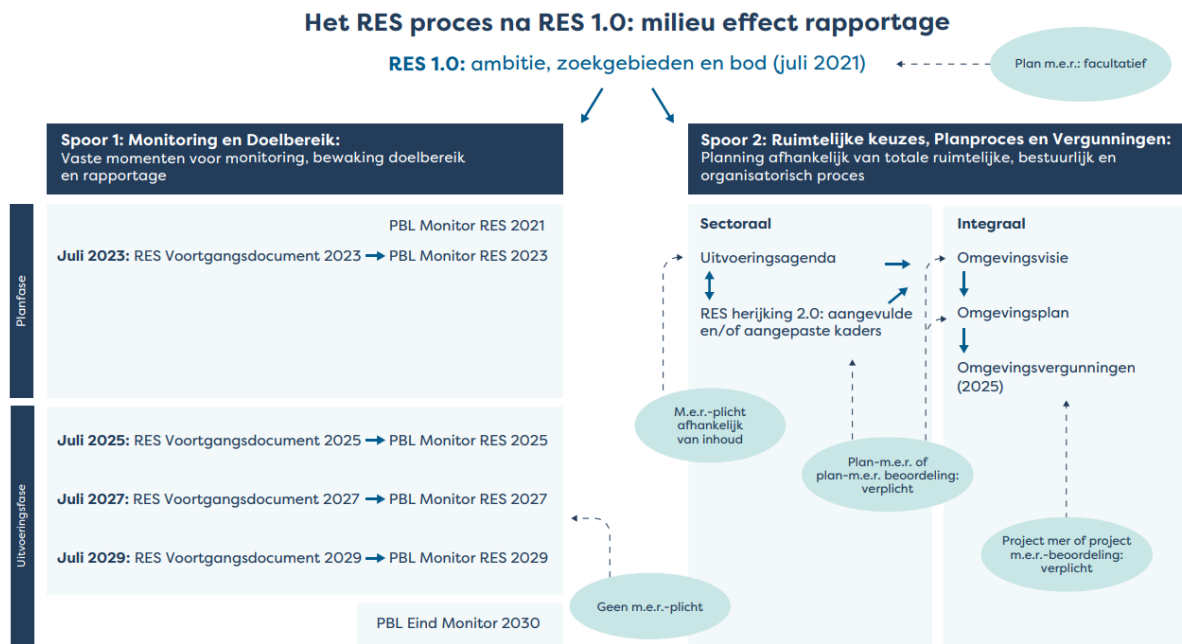 Het RES proces na RES 1.0: milieu effect rapportage
RES 1.0: ambitie, zoekgebieden en bod (juli 2021)
Plan m.e.r.: facultatief
Spoor 1: Monitoring en Doelbereik:
Vaste momenten voor monitoring, bewaking doelbereik
en rapportage
Planfase
PBL Monitor RES 2021
Juli 2023: RES Voortgangsdocument 2023 PBL Monitor RES 2023
Uitvoeringsfase
Juli 2025: RES Voortgangsdocument 2025 PBL Monitor RES 2025
Juli 2027: RES Voortgangsdocument 2027 PBL Monitor RES 2027
Juli 2029: RES Voortgangsdocument 2029 PBL Monitor RES 2029
PBL Eind Monitor 2030
Geen m.e.r.-plicht
Spoor 2: Ruimtelijke keuzes, Planproces en Vergunningen:
Planning afhankelijk van totale ruimtelijke, bestuurlijk en
organisatorisch proces
Sectoraal
Uitvoeringsagenda
RES herijking 2.0: aangevulde
en/of aangepaste kaders
M.e.r.-plicht
afhankelijk
van inhoud
Plan-m.e.r. of
plan-m.e.r. beoordeling:
verplicht
Integraal
Omgevingsvisie
Omgevingsplan
Omgevingsvergunningen
(2025)
Project mer of project
m.e.r.-beoordeling:
verplicht